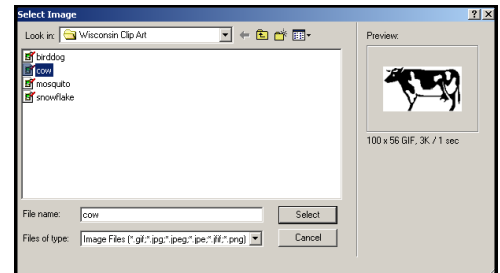 Select Image
Look in: Wisconsin Clip Art
Preview:
birddog
cow
mosquito
snowflake
100 x 56 GIF, 3K / 1 sec
File name: cow Select
Files of type: Image Files (*.gif;*.jpg;*.jpeg;*.jpe;*.jfif;*.png) Cancel